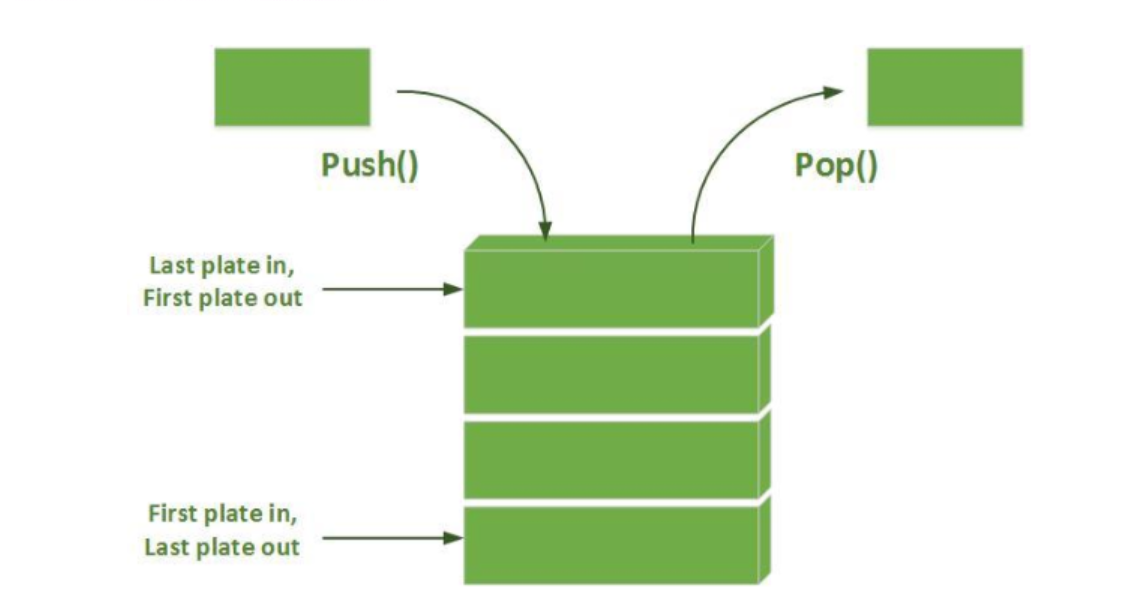 Push()
Pop()
Last plate in,
First plate out
First plate in,
Last plate out